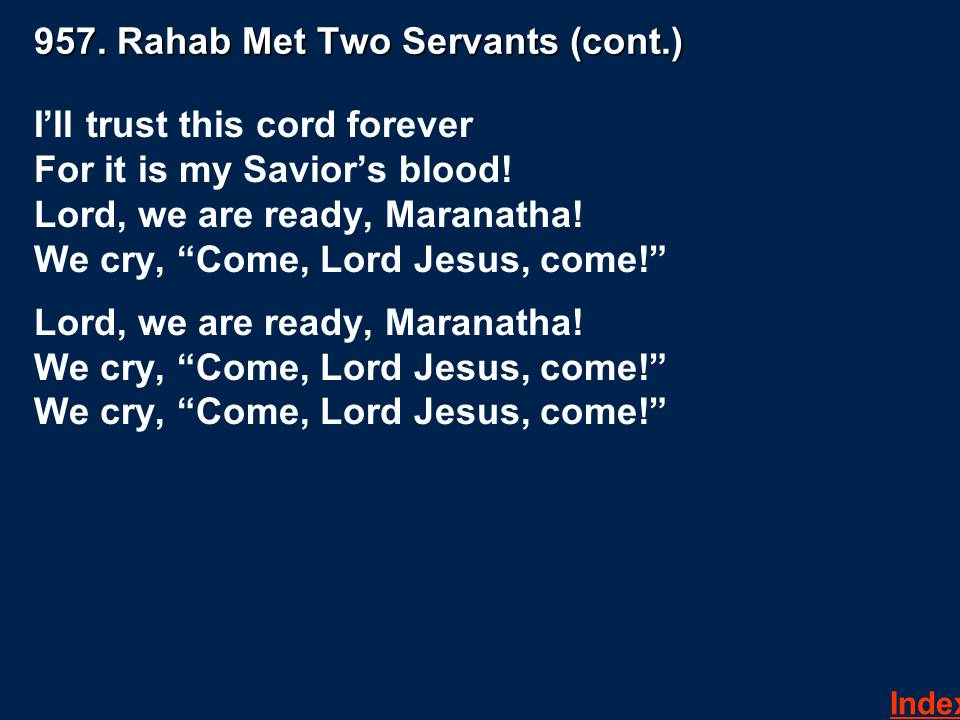 957. Rahab Met Two Servants (cont.)
I’ll trust this cord forever
For it is my Savior’s blood!
Lord, we are ready, Maranatha!
We cry, “Come, Lord Jesus, come!”
Lord, we are ready, Maranatha!
We cry, “Come, Lord Jesus, come!”
We cry, “Come, Lord Jesus, come!”
Index